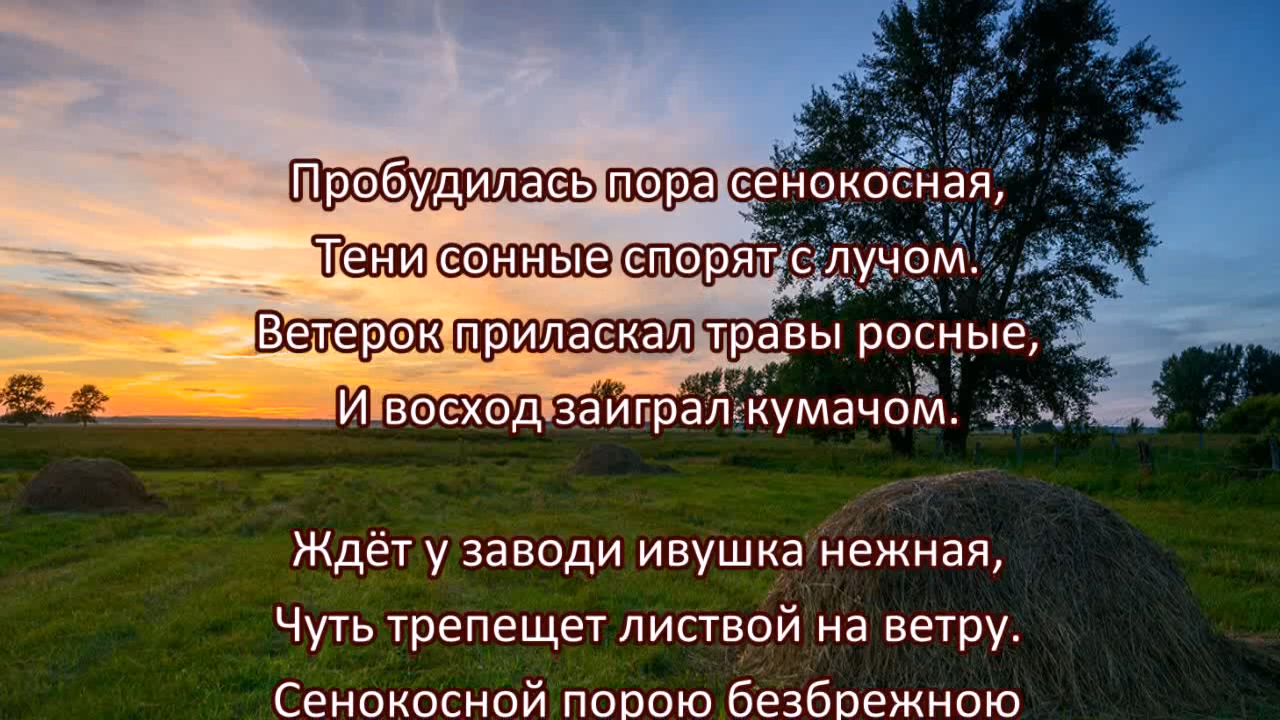 Пробудилась пора сенокосная,
Тени сонные спорят с лучом.
Ветерок приласкал травы росные,
И восход заиграл кумачом.
Ждёт у заводи ивушка нежная,
Чуть трепещет листвой на ветру.
Сенокосной порою безбрежною